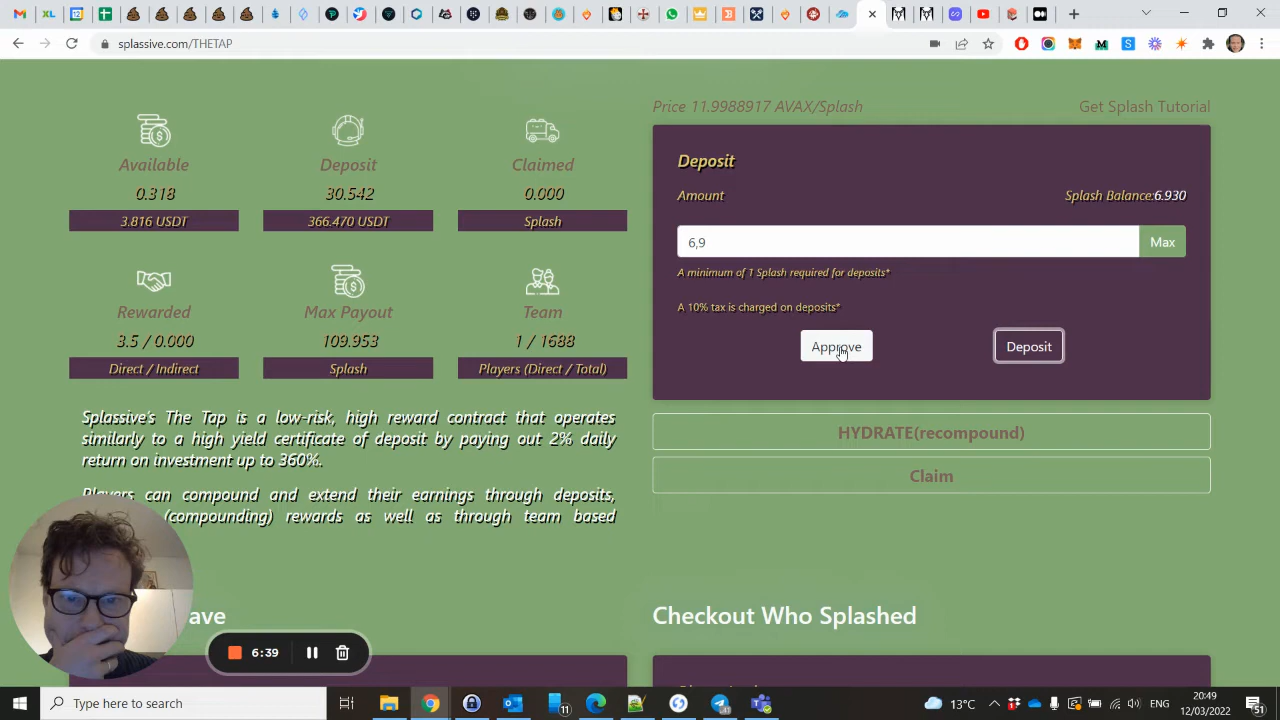 splassive.com/THETAP
Price 11.9988917 AVAX/Splash
Get Splash Tutorial
Available
0.318
3.816 USDT
Deposit
30.542
366.470 USDT
Claimed
0.000
Splash
Rewarded
3.5 / 0.000
Direct / Indirect
Max Payout
109.953
Splash
Team
1 / 1688
Players (Direct / Total)
Splassive's The Tap is a low-risk, high reward contract that operates
similarly to a high yield certificate of deposit by paying out 2% daily
return on investment up to 360%.
Players can compound and extend their earnings through deposits,
(compounding) rewards as well as through team based
Deposit
Amount
Splash Balance:6.930
6,9
Max
A minimum of 1 Splash required for deposits*
A 10% tax is charged on deposits*
Approve
Deposit
HYDRATE(recompound)
Claim
ave
Checkout Who Splashed
6:39
Type here to search
11
13°C
ENG
20:49
12/03/2022
51